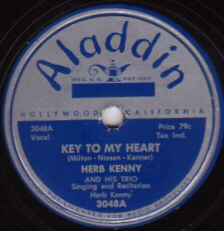 Aladdin
REG. U.S. PAT. OFF.
HOLLYWOOD CALIFORNIA
3048A
Vocal
Price 79c
Tax Incl.
KEY TO MY HEART
(Milton - Niesen - Kanner)
HERB KENNY
AND HIS TRIO
Singing and Recitation
Herb Kenny
3048A